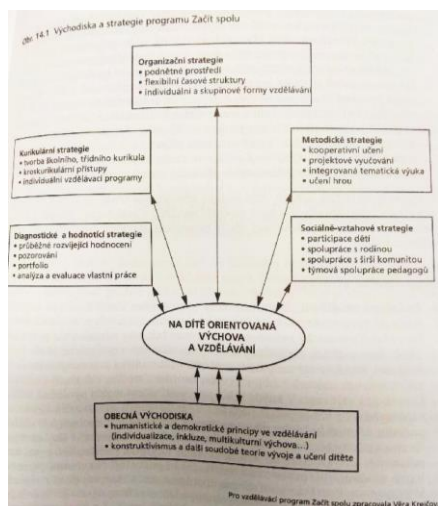 obr. 14.1 Východiska a strategie programu Začít spolu
Organizační strategie
• podnětné prostředí
• flexibilní časové struktury
• individuální a skupinové formy vzdělávání
Kurikulární strategie
• tvorba školního, třídního kurikula
• kroskurikulární přístupy
• individuální vzdělávací programy
Metodické strategie
• kooperativní učení
• projektové vyučování
• integrovaná tematická výuka
• učení hrou
Diagnostické a hodnotící strategie
• průběžné rozvíjející hodnocení
• pozorování
• portfolio
• analýza a evaluace vlastní práce
Sociálně-vztahové strategie
• participace dětí
• spolupráce s rodinou
• spolupráce s širší komunitou
• týmová spolupráce pedagogů
NA DÍTĚ ORIENTOVANÁ
VÝCHOVA
A VZDĚLÁVÁNÍ
OBECNÁ VÝCHODISKA
• humanistické a demokratické principy ve vzdělávání
(individualizace, inkluze, multikulturní výchova...)
• konstruktivismus a další soudobé teorie vývoje a učení dítěte
Pro vzdělávací program Začít spolu zpracovala Věra Krejčov